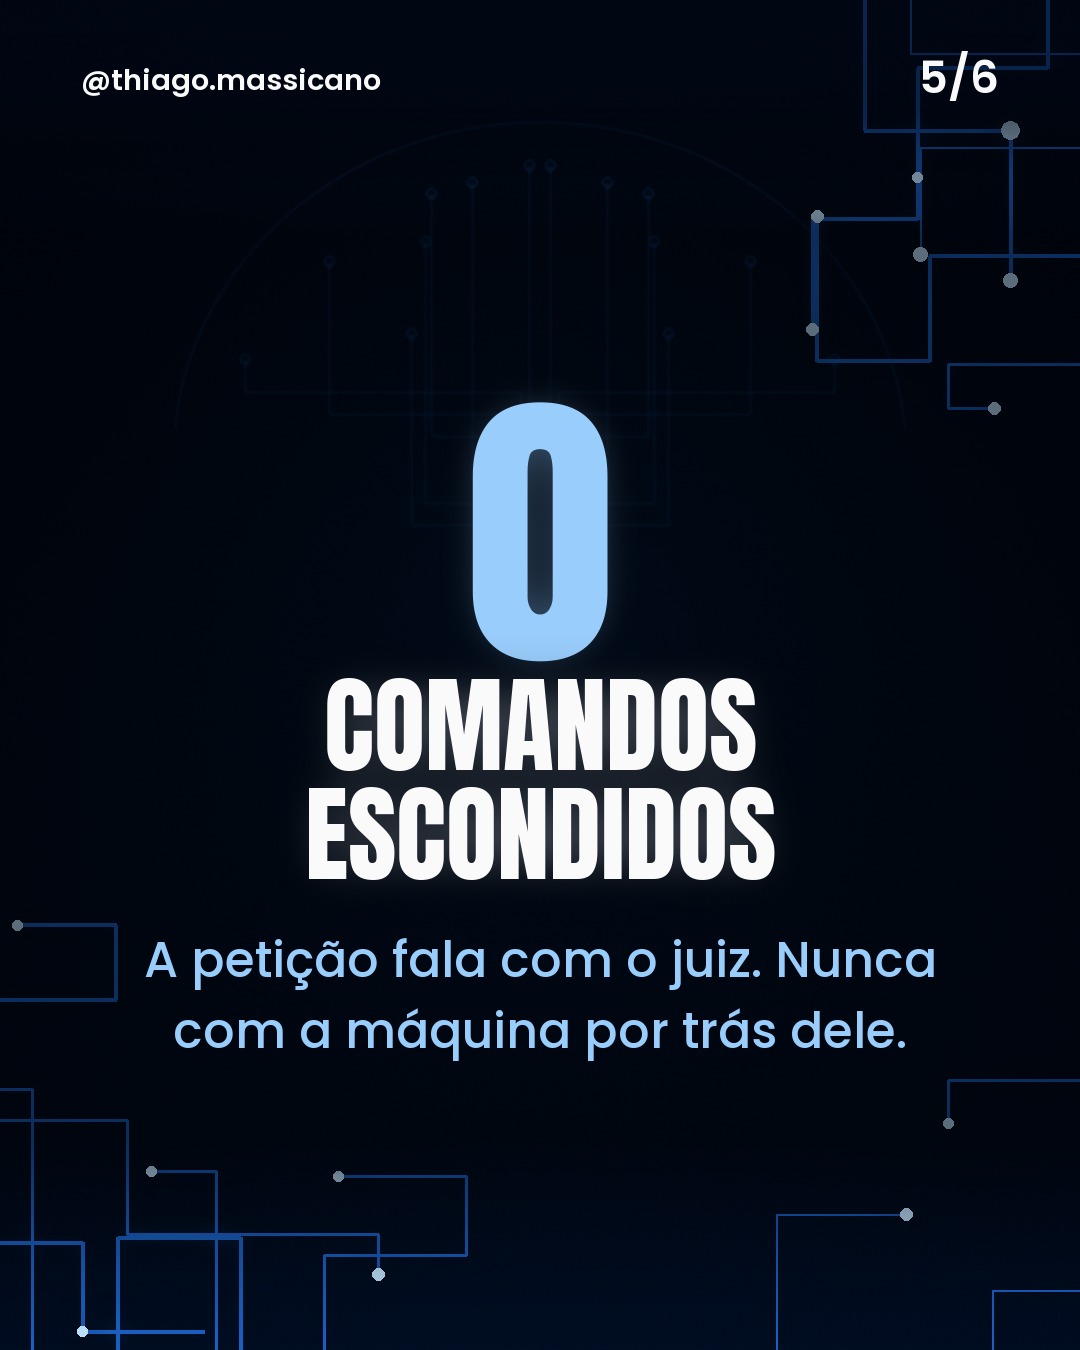 @thiago.massicano
5/6
0
COMANDOS
ESCONDIDOS
A petição fala com o juiz. Nunca
com a máquina por trás dele.